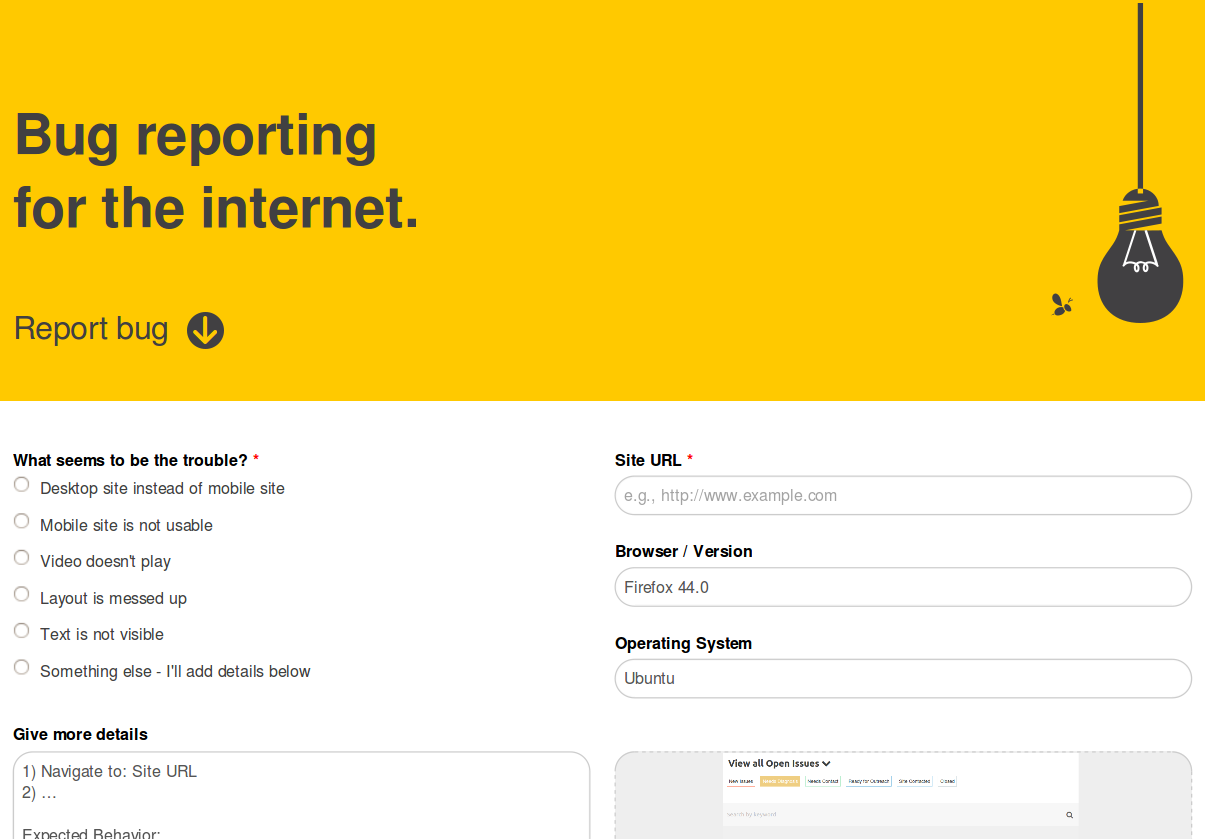 Bug reporting
for the internet.
Report bug
What seems to be the trouble? *
Desktop site instead of mobile site
Mobile site is not usable
Video doesn't play
Layout is messed up
Text is not visible
Something else - I'll add details below
Site URL *
e.g., http://www.example.com
Browser / Version
Firefox 44.0
Operating System
Ubuntu
Give more details
1) Navigate to: Site URL
2) …
Expected Behavior:
View all Open Issues
New Issues Needs Diagnosis Needs Contact Ready for Outreach Site Contacted Closed
Search by keyword